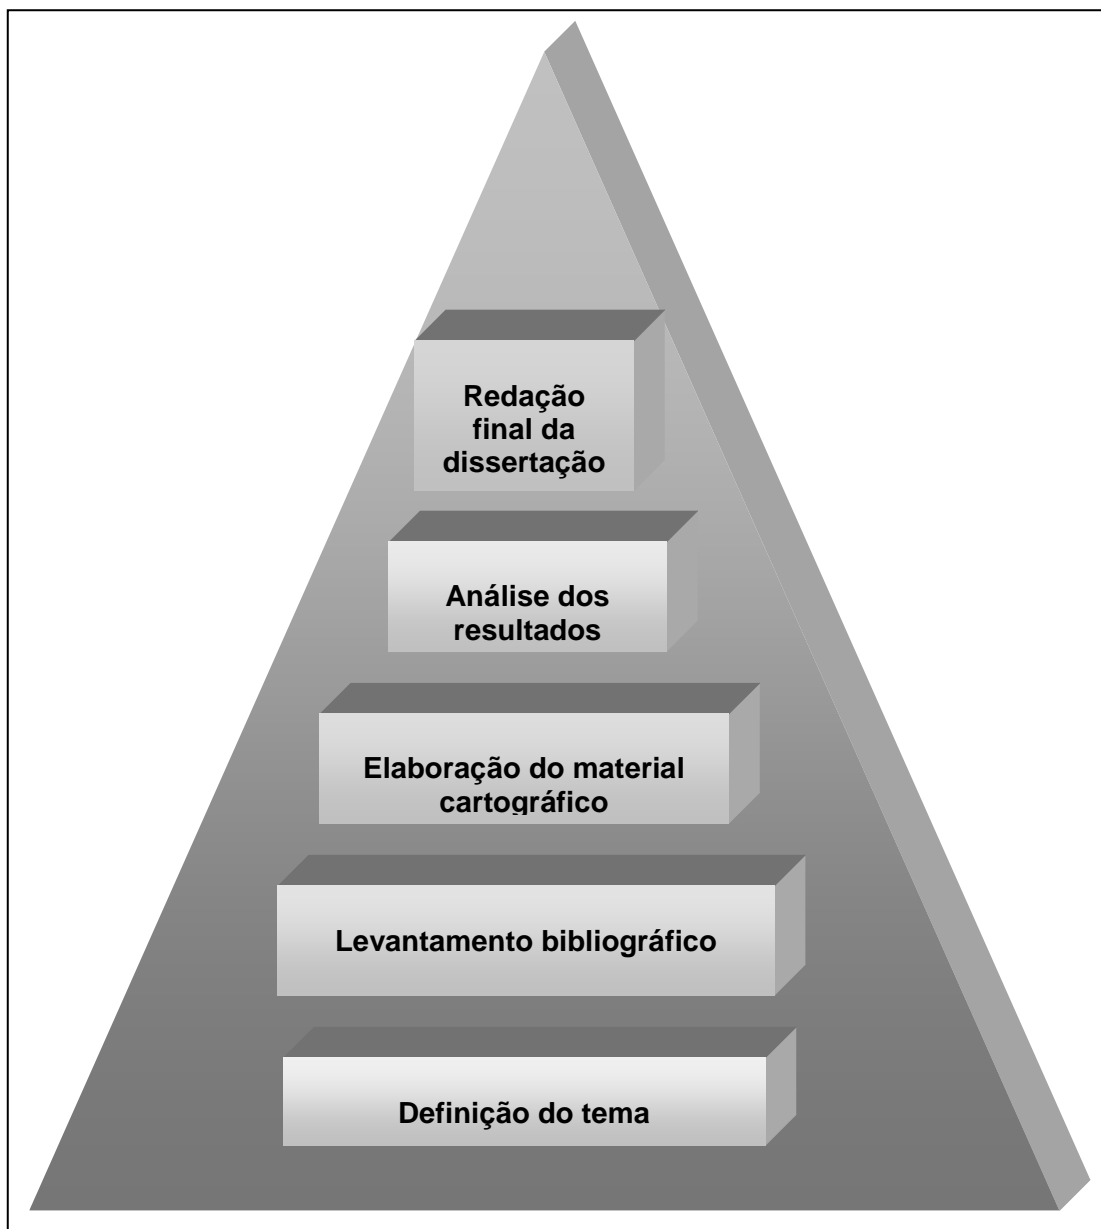 Redação
final da
dissertação
Análise dos
resultados
Elaboração do material
cartográfico
Levantamento bibliográfico
Definição do tema